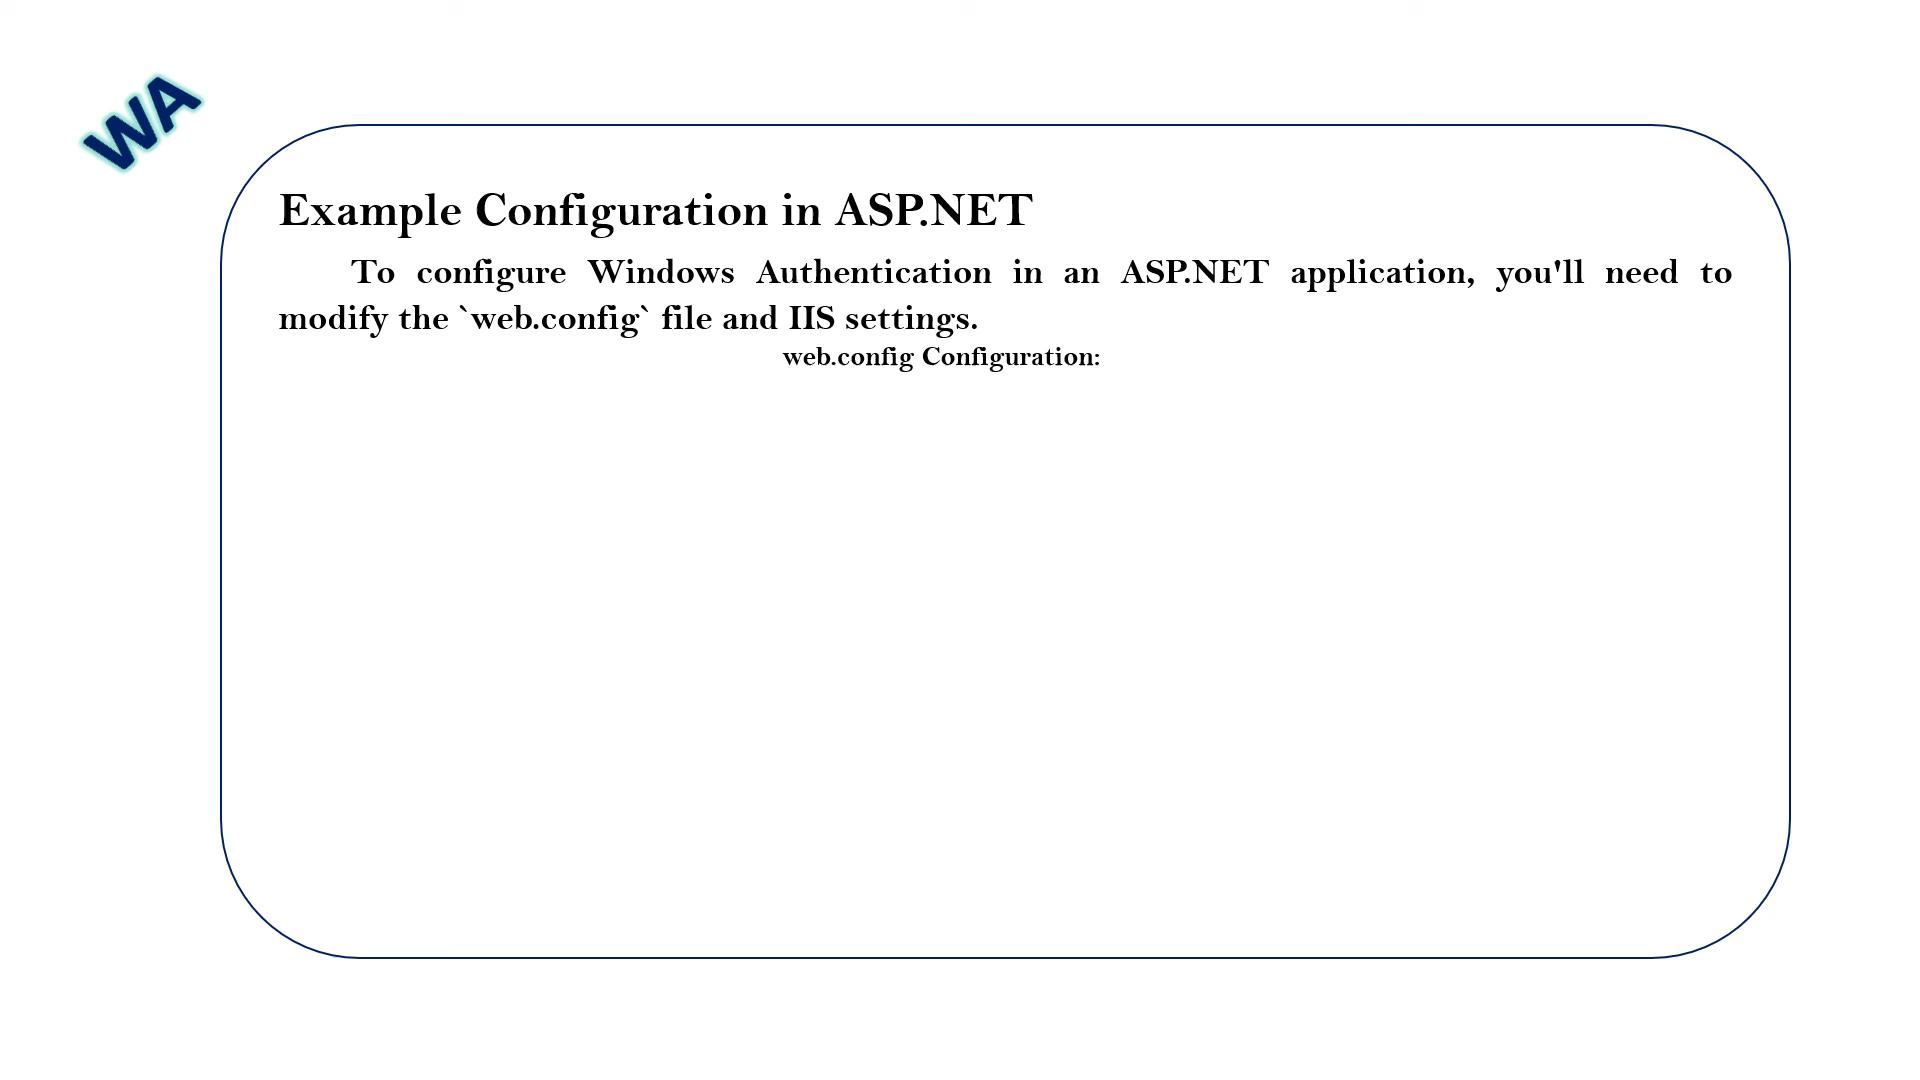 WA
Example Configuration in ASP.NET
To configure Windows Authentication in an ASP.NET application, you'll need to
modify the `web.config` file and IIS settings.
web.config Configuration: